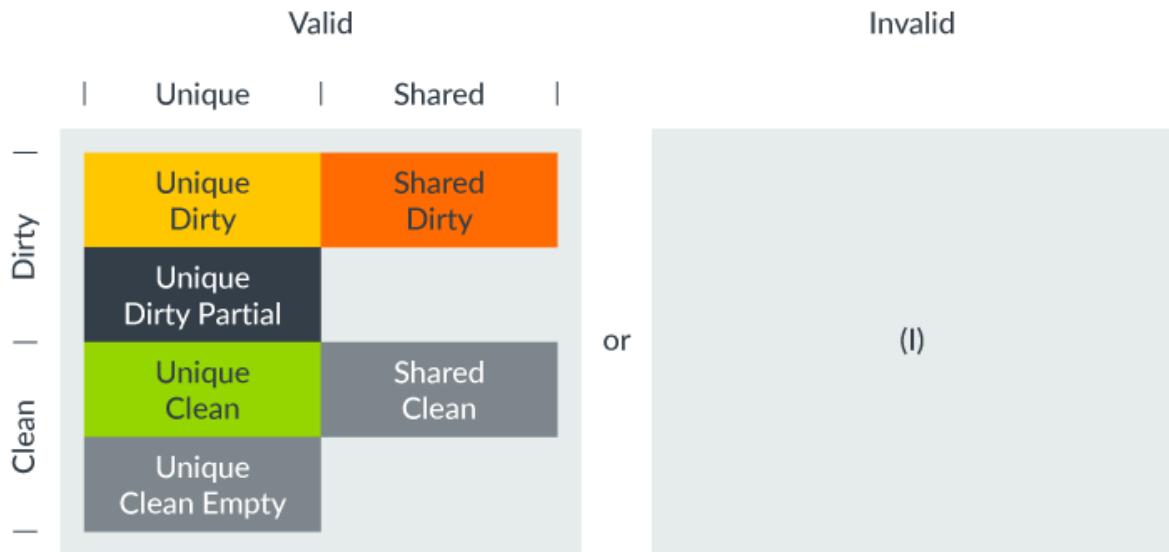 Valid
Invalid
Unique
Shared
Dirty
Unique
Dirty
Shared
Dirty
Unique
Dirty Partial
Clean
Unique
Clean
Shared
Clean
Unique
Clean Empty
or
(I)